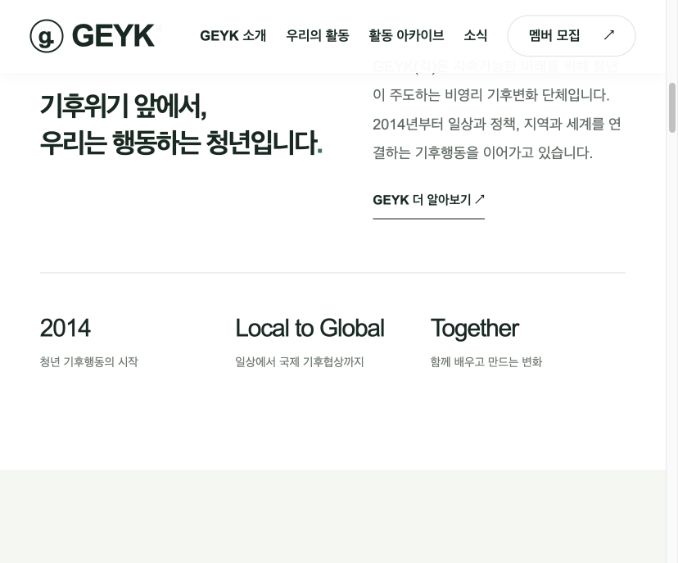 g. GEYK
GEYK 소개
우리의 활동
활동 아카이브
소식
멤버 모집 ↗
기후위기 앞에서,
우리는 행동하는 청년입니다.
이 주도하는 비영리 기후변화 단체입니다.
2014년부터 일상과 정책, 지역과 세계를 연
결하는 기후행동을 이어가고 있습니다.
GEYK 더 알아보기 ↗
2014
청년 기후행동의 시작
Local to Global
일상에서 국제 기후협상까지
Together
함께 배우고 만드는 변화